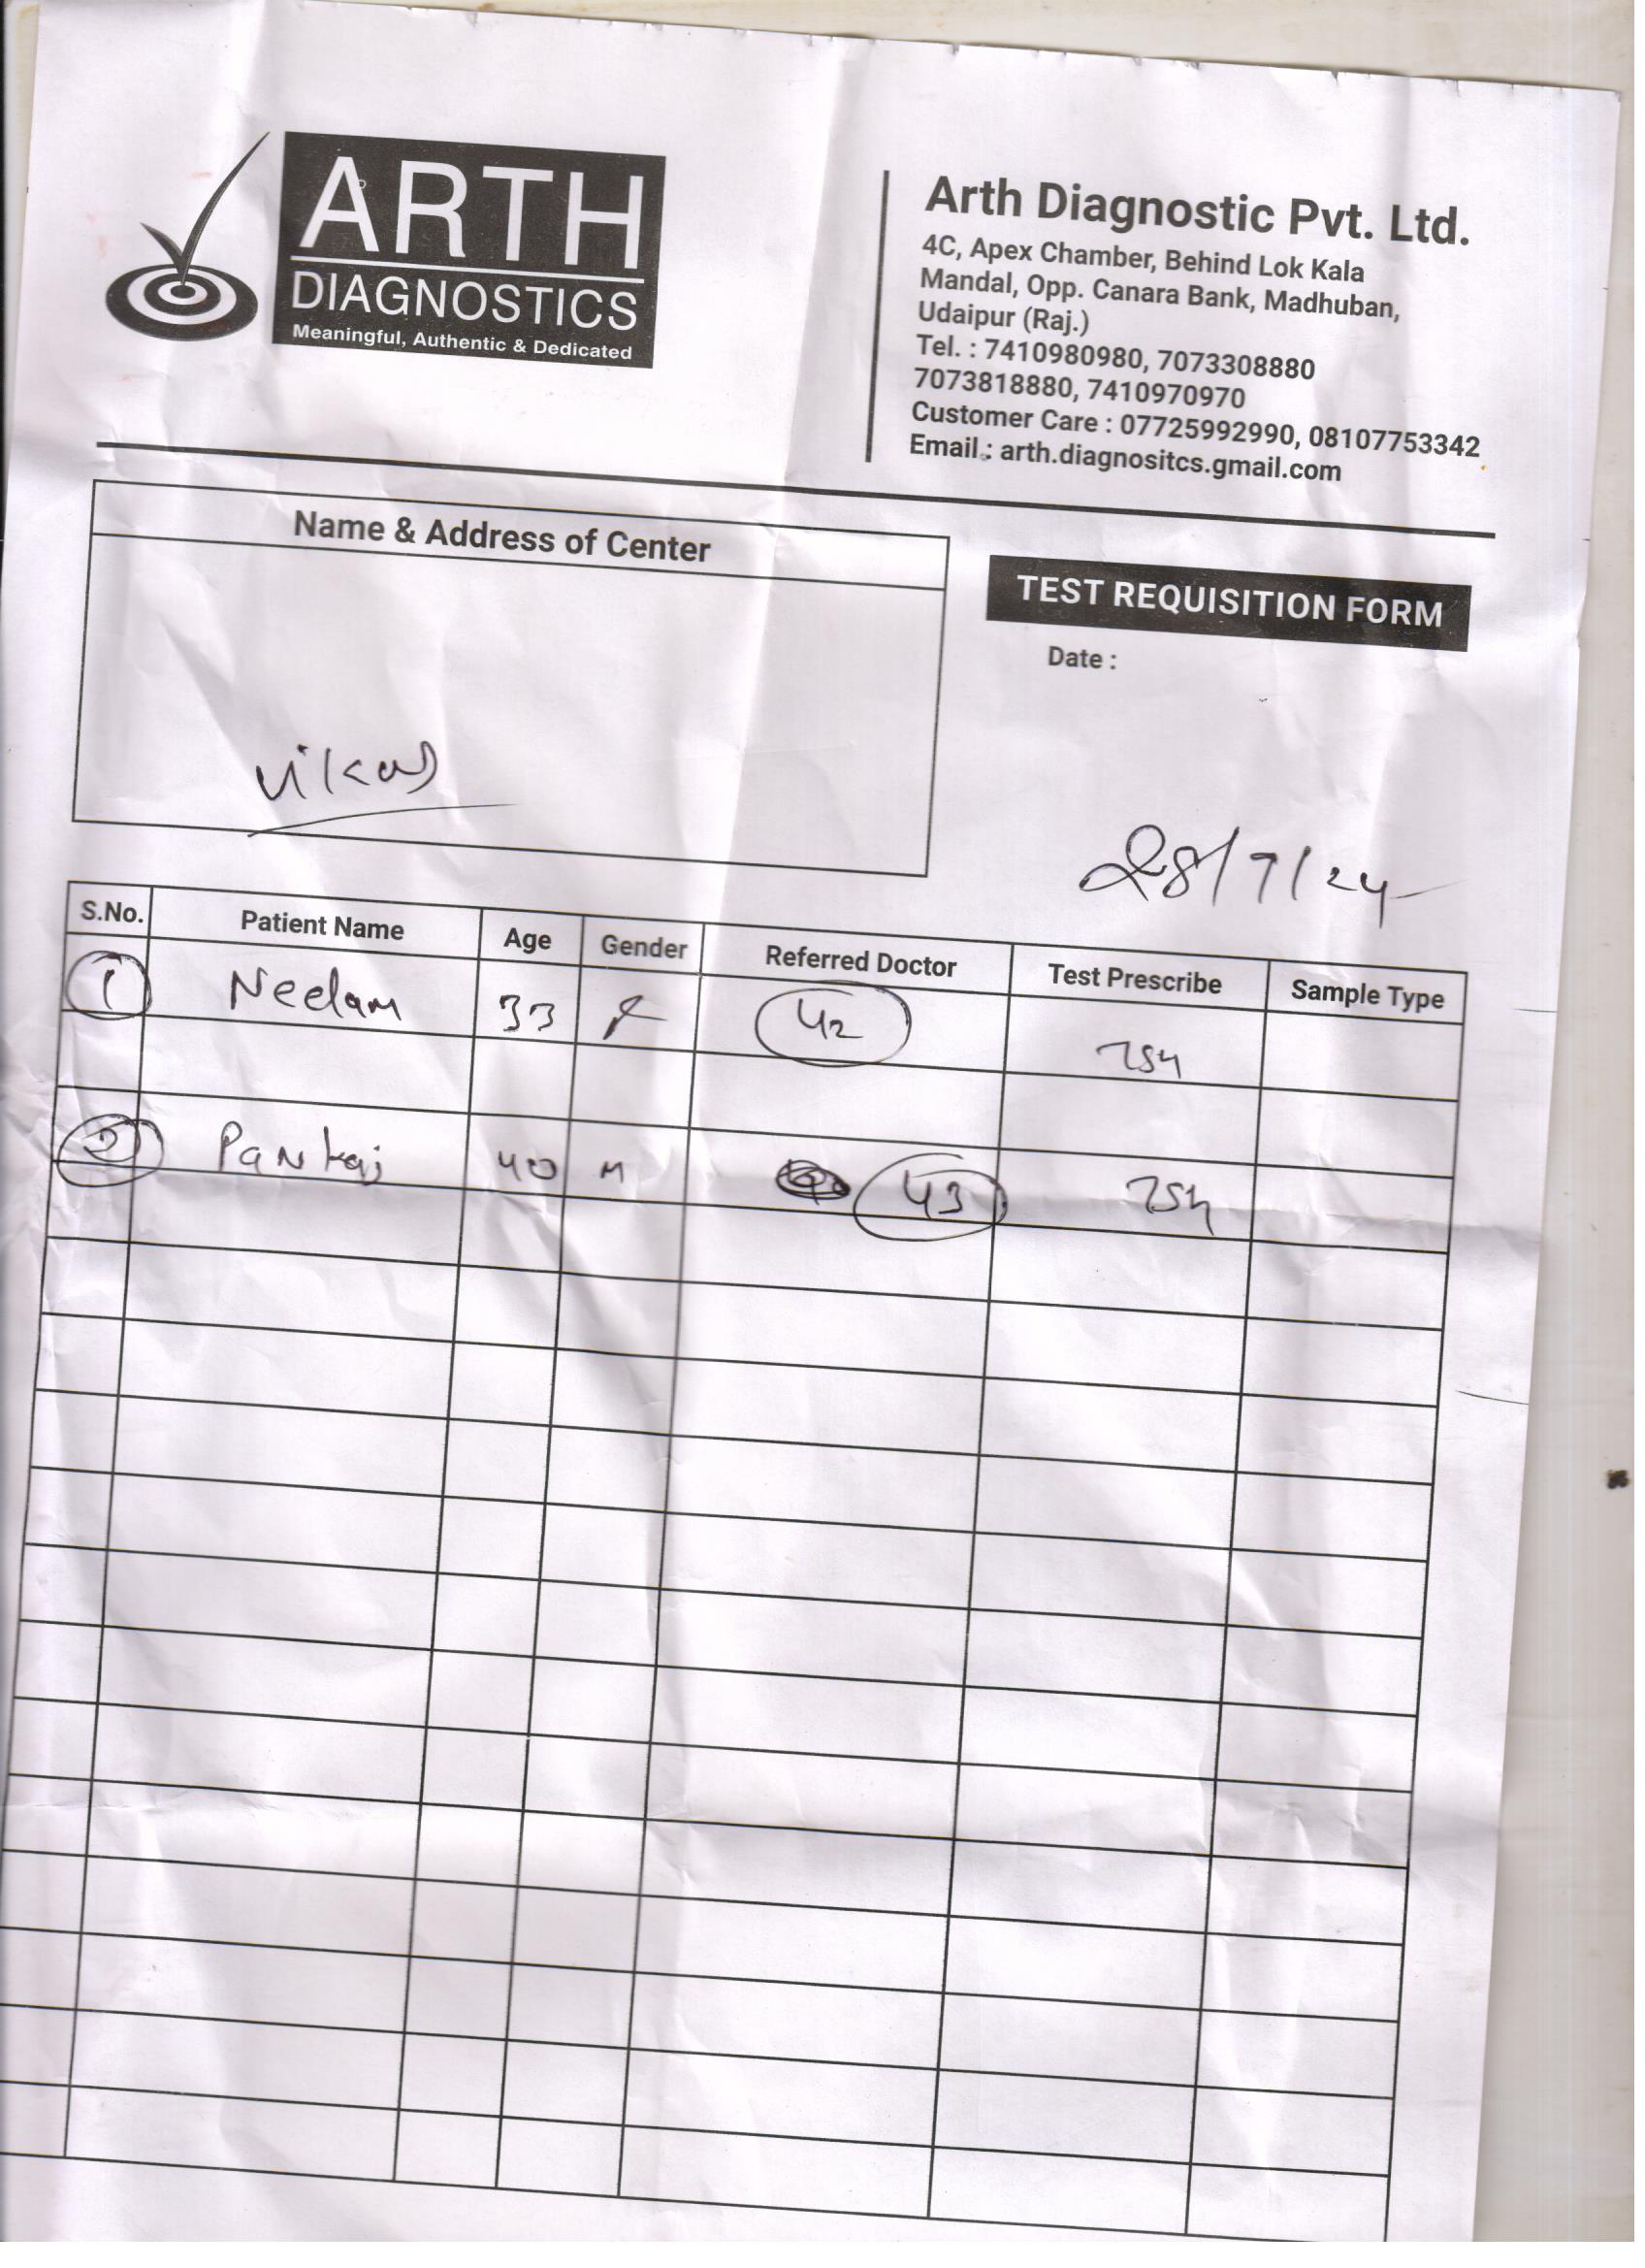 ARTH
DIAGNOSTICS
Meaningful, Authentic & Dedicated
Arth Diagnostic Pvt. Ltd.
4C, Apex Chamber, Behind Lok Kala
Mandal, Opp. Canara Bank, Madhuban,
Udaipur (Raj.)
Tel. : 7410980980, 7073308880
7073818880, 7410970970
Customer Care : 07725992990, 08107753342
Email : arth.diagnositcs.gmail.com
Name & Address of Center
vikas
TEST REQUISITION FORM
Date :
28/7/24
S.No. Patient Name Age Gender Referred Doctor Test Prescribe Sample Type
1 Neelam 33 F 42 TSH
2 Pankaj 40 M 43 TSH